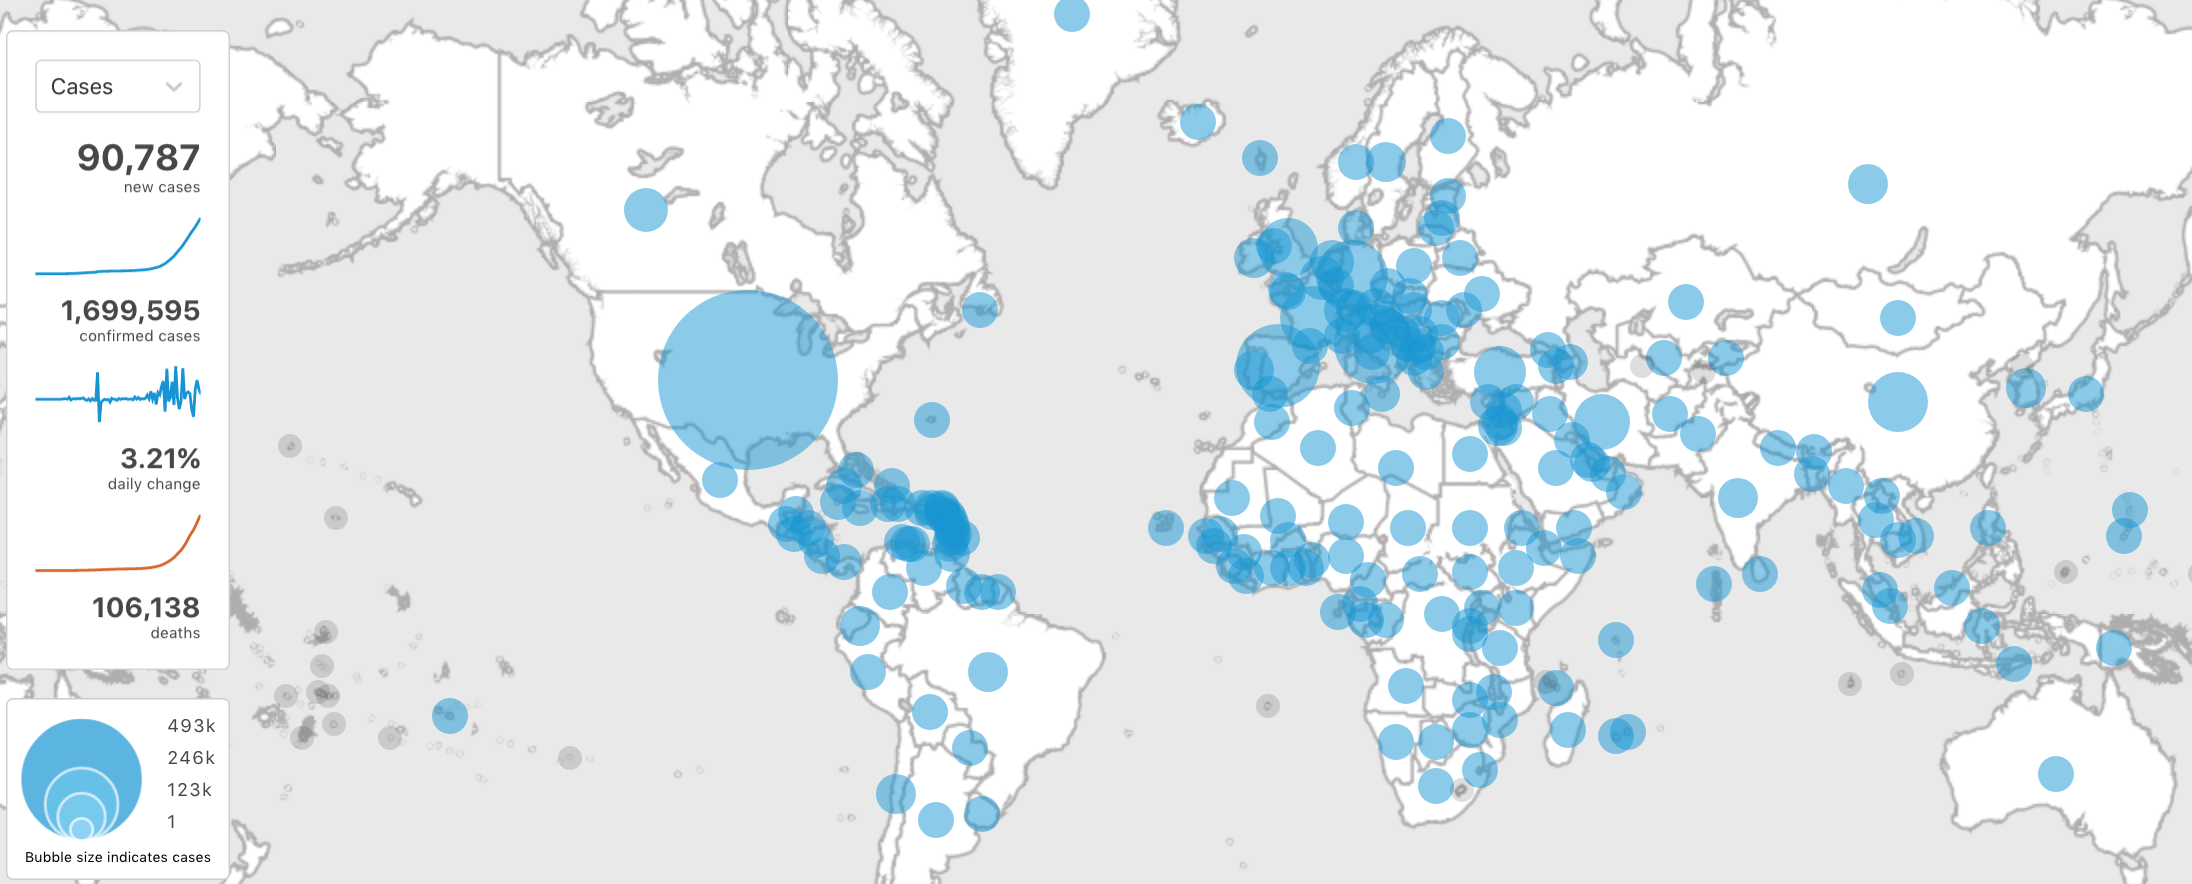 Cases
90,787
new cases
1,699,595
confirmed cases
3.21%
daily change
106,138
deaths
493k
246k
123k
1
Bubble size indicates cases